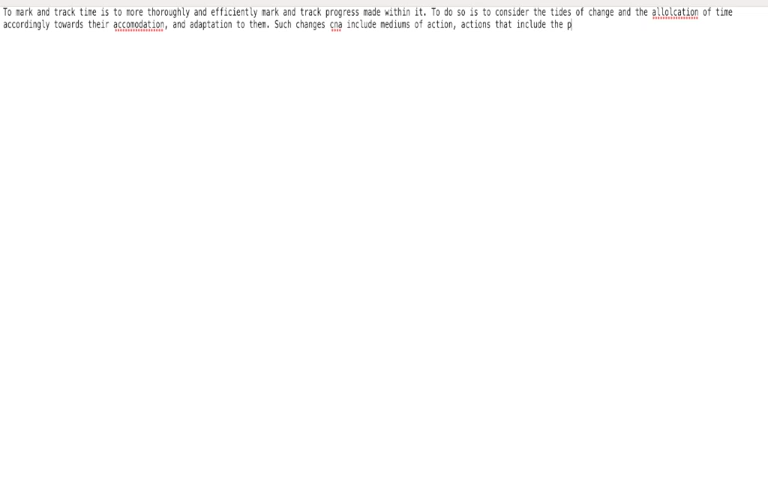 To mark and track time is to more thoroughly and efficiently mark and track progress made within it. To do so is to consider the tides of change and the allolcation of time
accordingly towards their accomodation, and adaptation to them. Such changes cna include mediums of action, actions that include the p